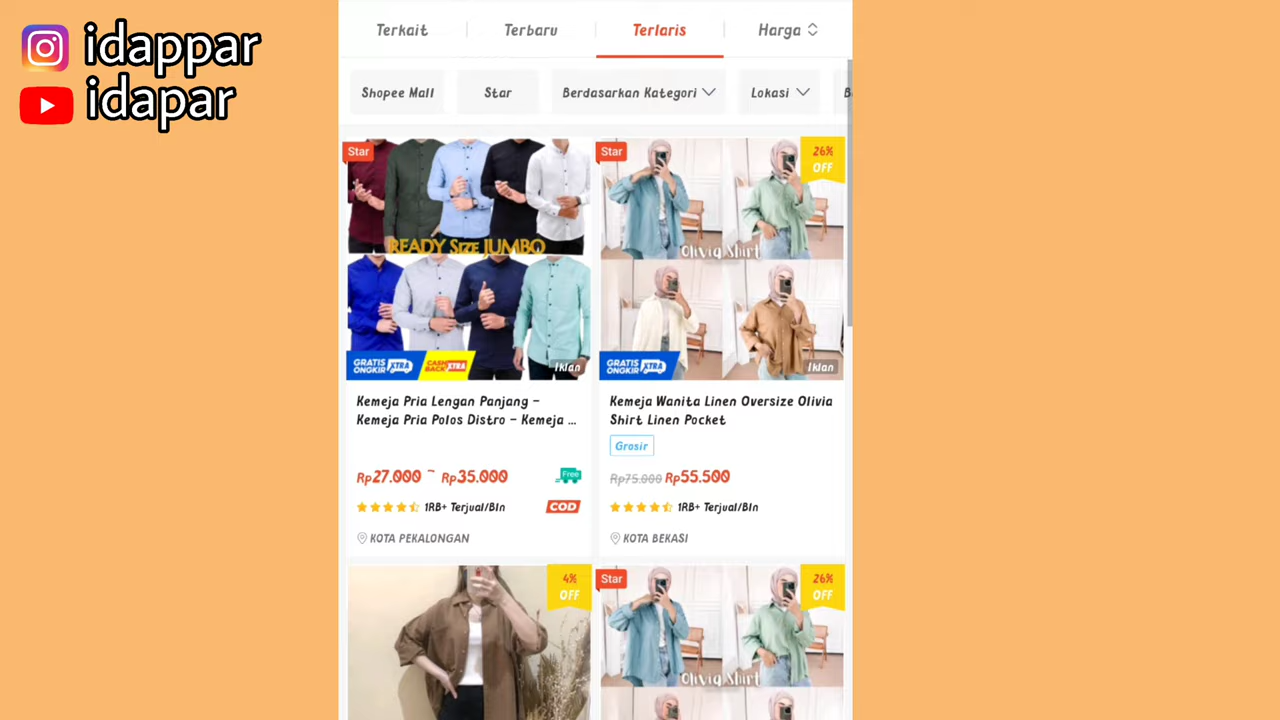 idappar
idapar
Terkait
Terbaru
Terlaris
Harga
Shopee Mall
Star
Berdasarkan Kategori
Lokasi
Star
READY SIZE JUMBO
GRATIS ONGKIR XTRA
CASHBACK XTRA
Iklan
Kemeja Pria Lengan Panjang -
Kemeja Pria Polos Distro - Kemeja ...
Rp27.000 ~ Rp35.000
Free
1RB+ Terjual/Bln
COD
KOTA PEKALONGAN
Star
26%
OFF
Olivia Shirt
GRATIS ONGKIR XTRA
Iklan
Kemeja Wanita Linen Oversize Olivia
Shirt Linen Pocket
Grosir
Rp75.000 Rp55.500
1RB+ Terjual/Bln
KOTA BEKASI
4%
OFF
Star
26%
OFF
Olivia Shirt